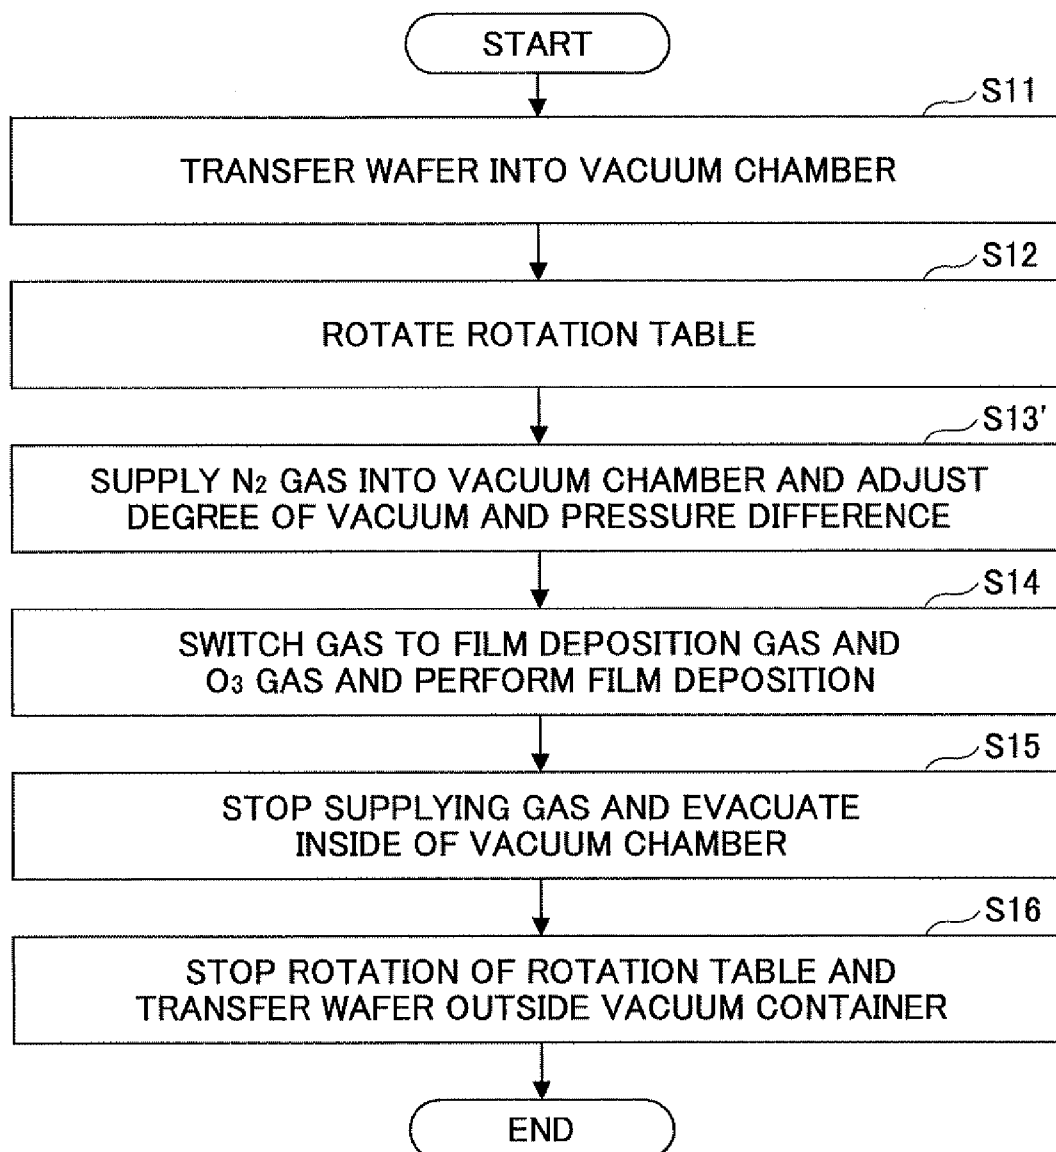 START
S11
TRANSFER WAFER INTO VACUUM CHAMBER
S12
ROTATE ROTATION TABLE
S13'
SUPPLY N2 GAS INTO VACUUM CHAMBER AND ADJUST
DEGREE OF VACUUM AND PRESSURE DIFFERENCE
S14
SWITCH GAS TO FILM DEPOSITION GAS AND
O3 GAS AND PERFORM FILM DEPOSITION
S15
STOP SUPPLYING GAS AND EVACUATE
INSIDE OF VACUUM CHAMBER
S16
STOP ROTATION OF ROTATION TABLE AND
TRANSFER WAFER OUTSIDE VACUUM CONTAINER
END